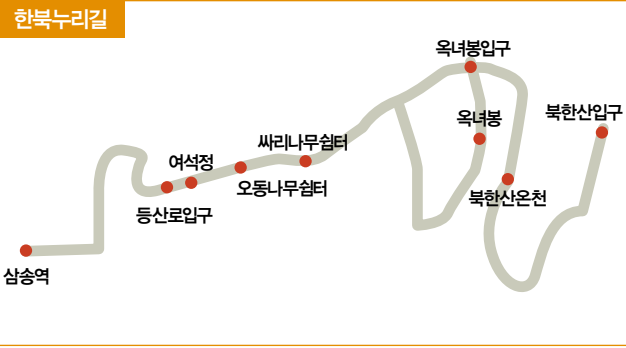 한북누리길
옥녀봉입구
북한산입구
옥녀봉
싸리나무쉼터
여석정
오동나무쉼터
북한산온천
등산로입구
삼송역